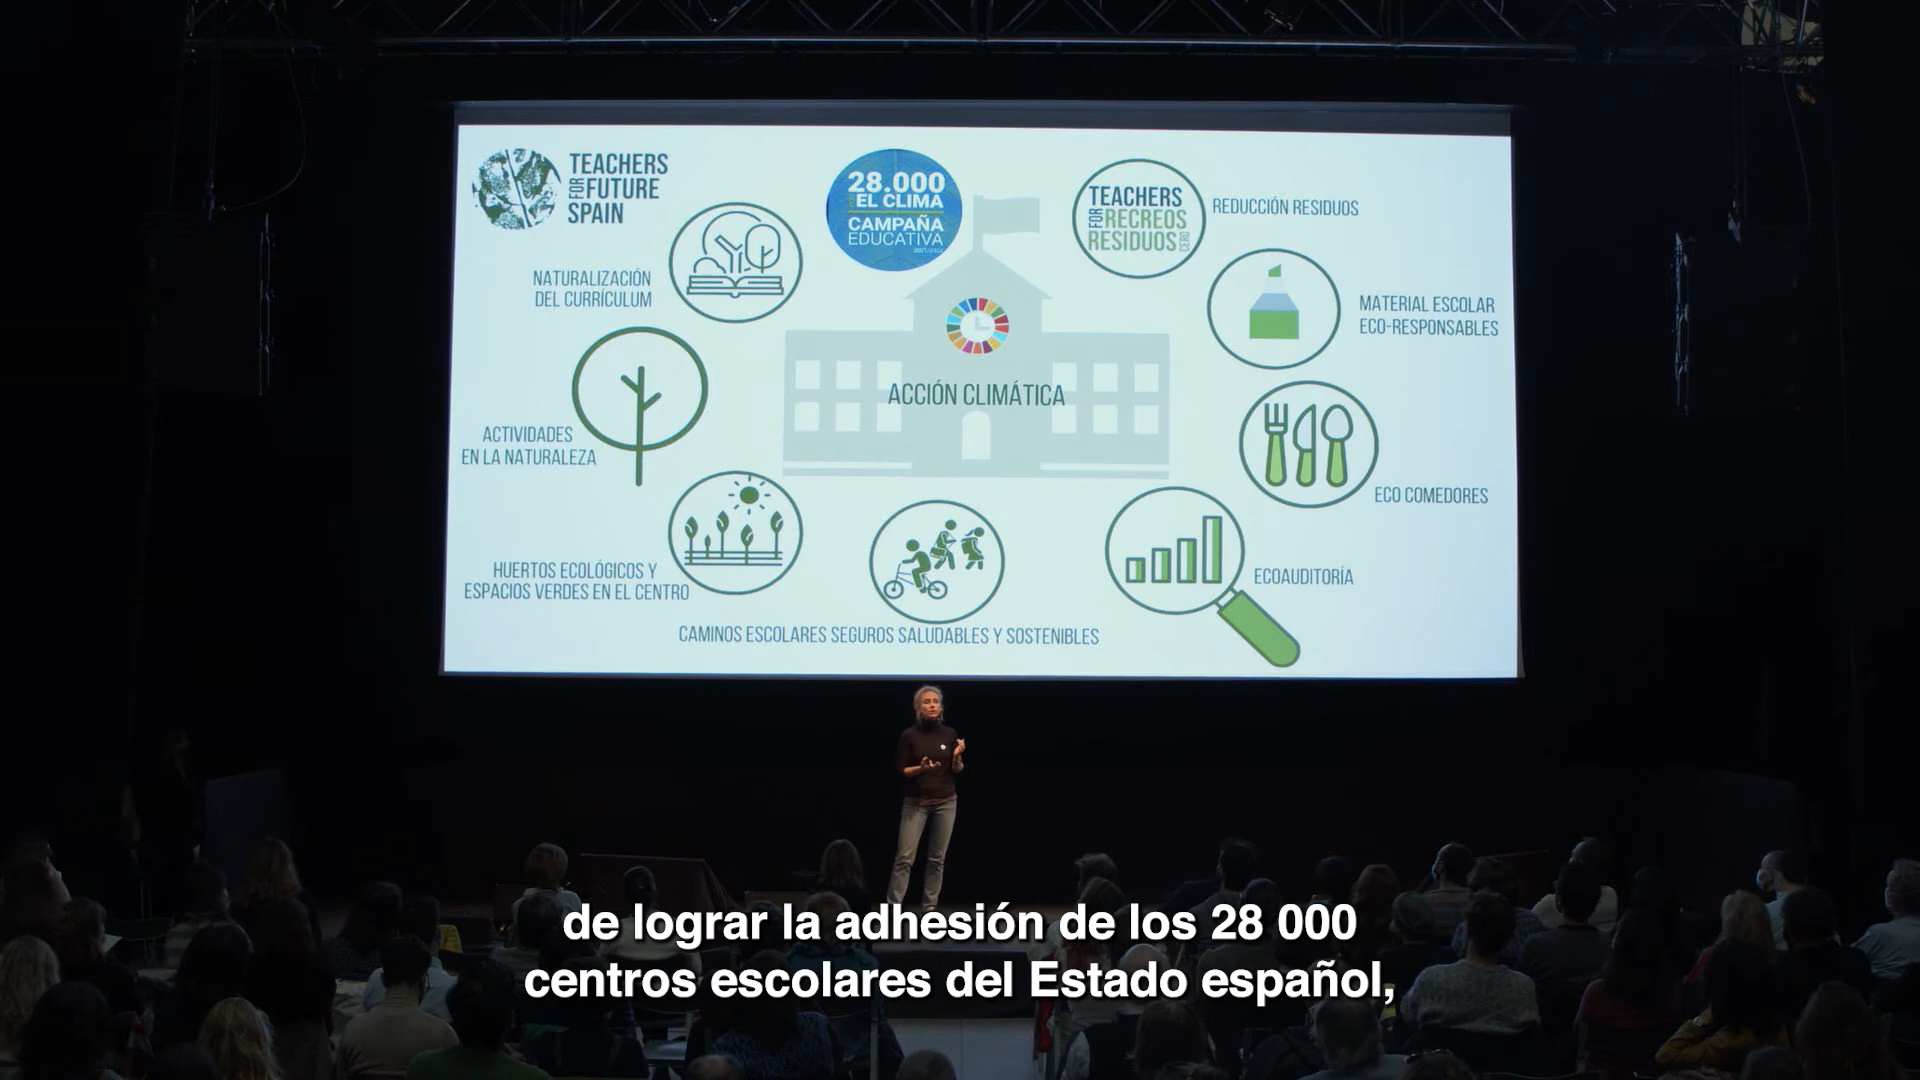 TEACHERS
FOR FUTURE
SPAIN
28.000
EL CLIMA
CAMPAÑA
EDUCATIVA
TEACHERS
FOR RECREOS
RESIDUOS CERO
REDUCCIÓN RESIDUOS
NATURALIZACIÓN
DEL CURRÍCULUM
MATERIAL ESCOLAR
ECO-RESPONSABLES
ACCIÓN CLIMÁTICA
ACTIVIDADES
EN LA NATURALEZA
ECO COMEDORES
HUERTOS ECOLÓGICOS Y
ESPACIOS VERDES EN EL CENTRO
ECOAUDITORÍA
CAMINOS ESCOLARES SEGUROS SALUDABLES Y SOSTENIBLES
de lograr la adhesión de los 28 000
centros escolares del Estado español,